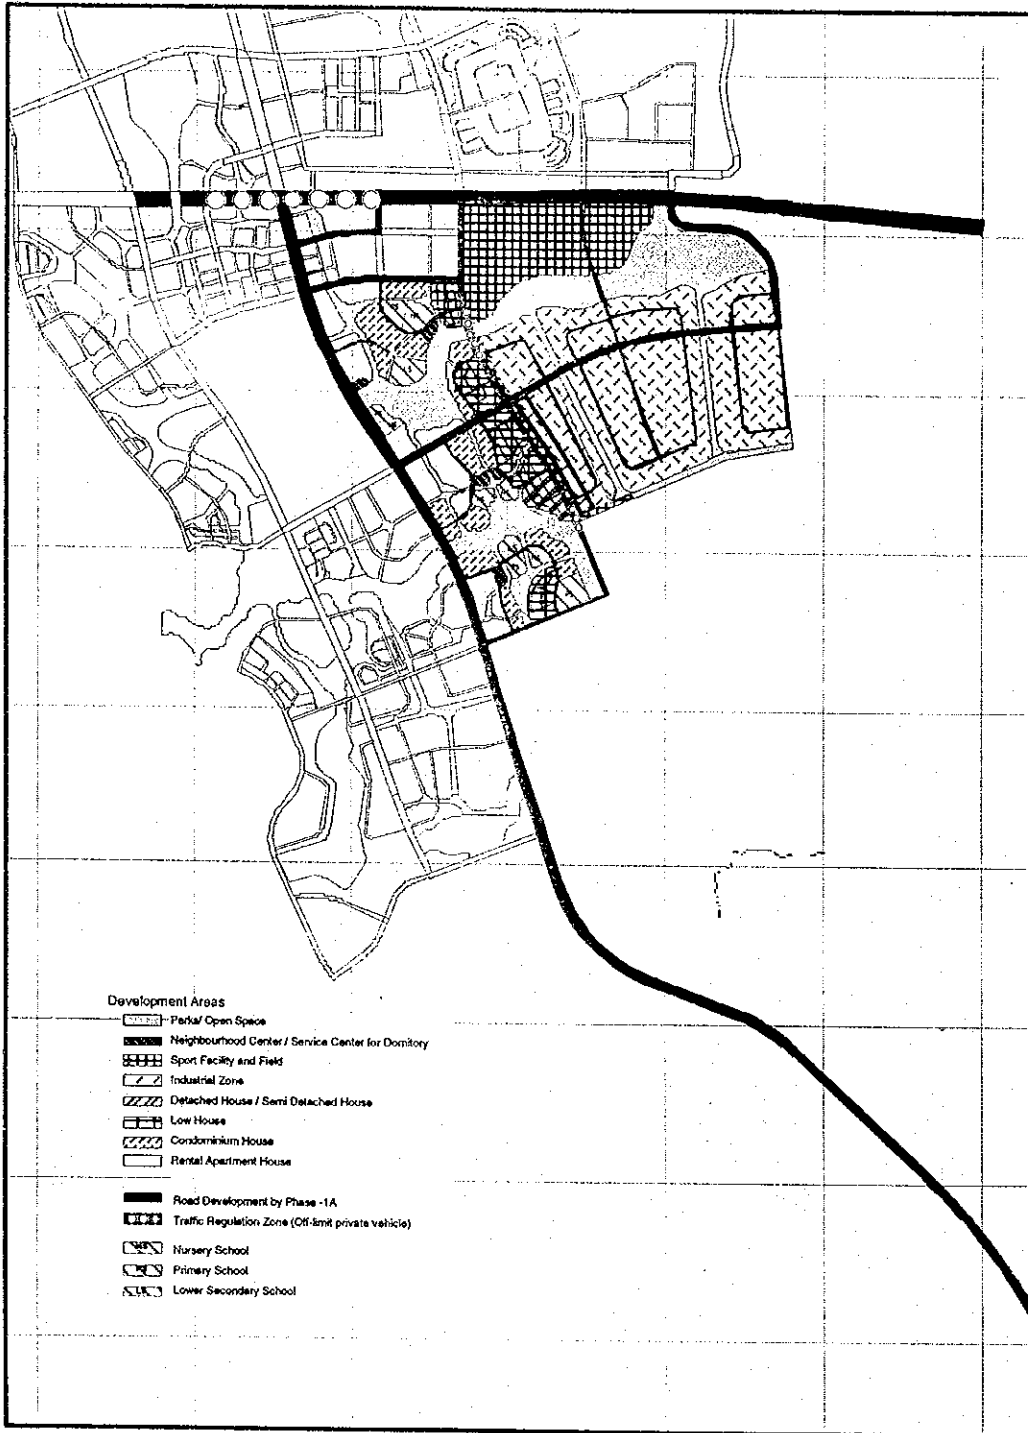 Development Areas
Parks/ Open Space
Neighbourhood Center / Service Center for Domitory
Sport Facility and Field
Industrial Zone
Detached House / Semi Detached House
Low House
Condominium House
Rental Apartment House
Road Development by Phase -1A
Traffic Regulation Zone (Off-limit private vehicle)
Nursery School
Primary School
Lower Secondary School